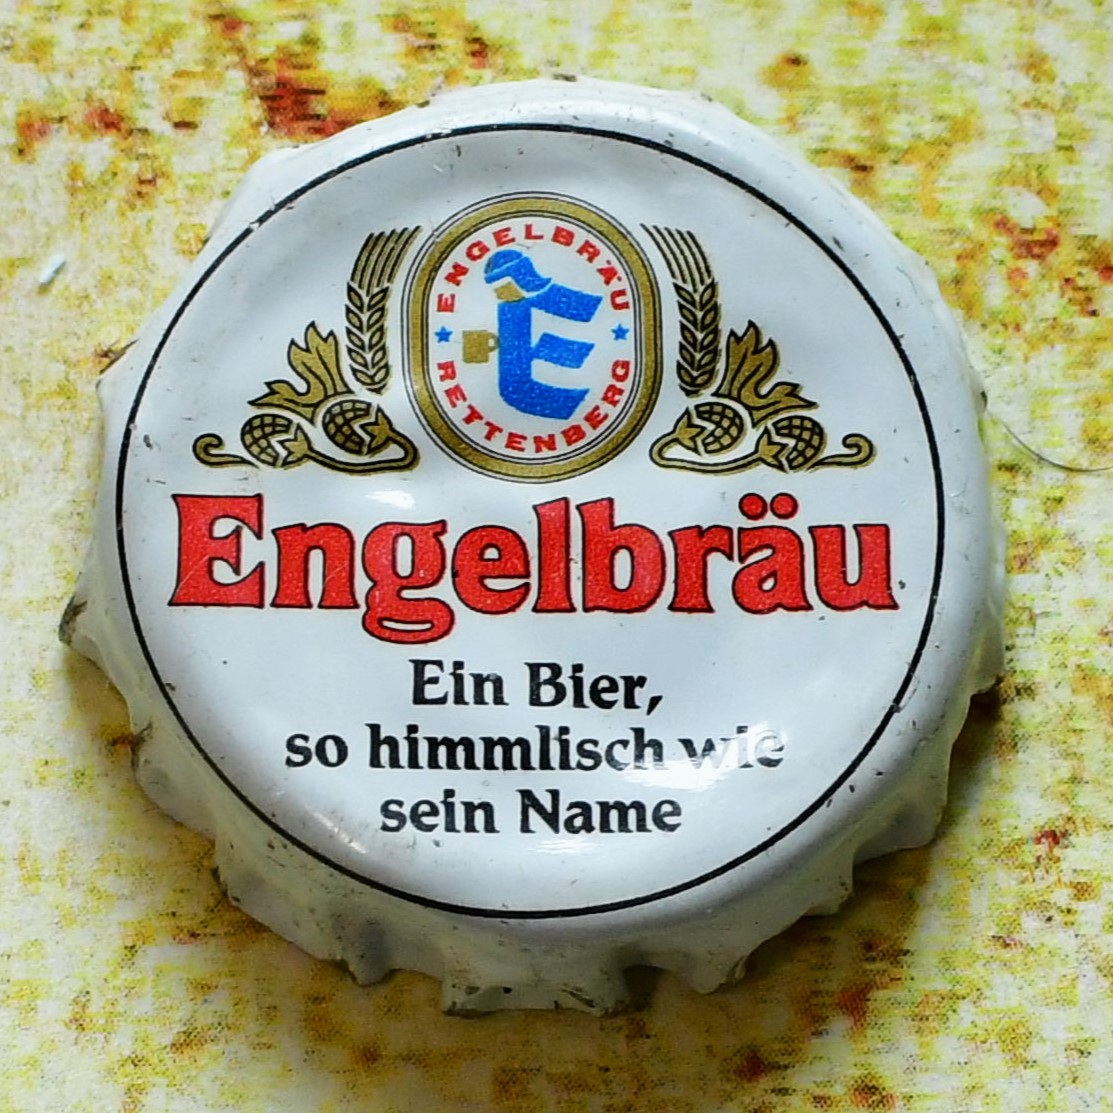 ENGELBRÄU
RETTENBERG
Engelbräu
Ein Bier,
so himmlisch wie
sein Name